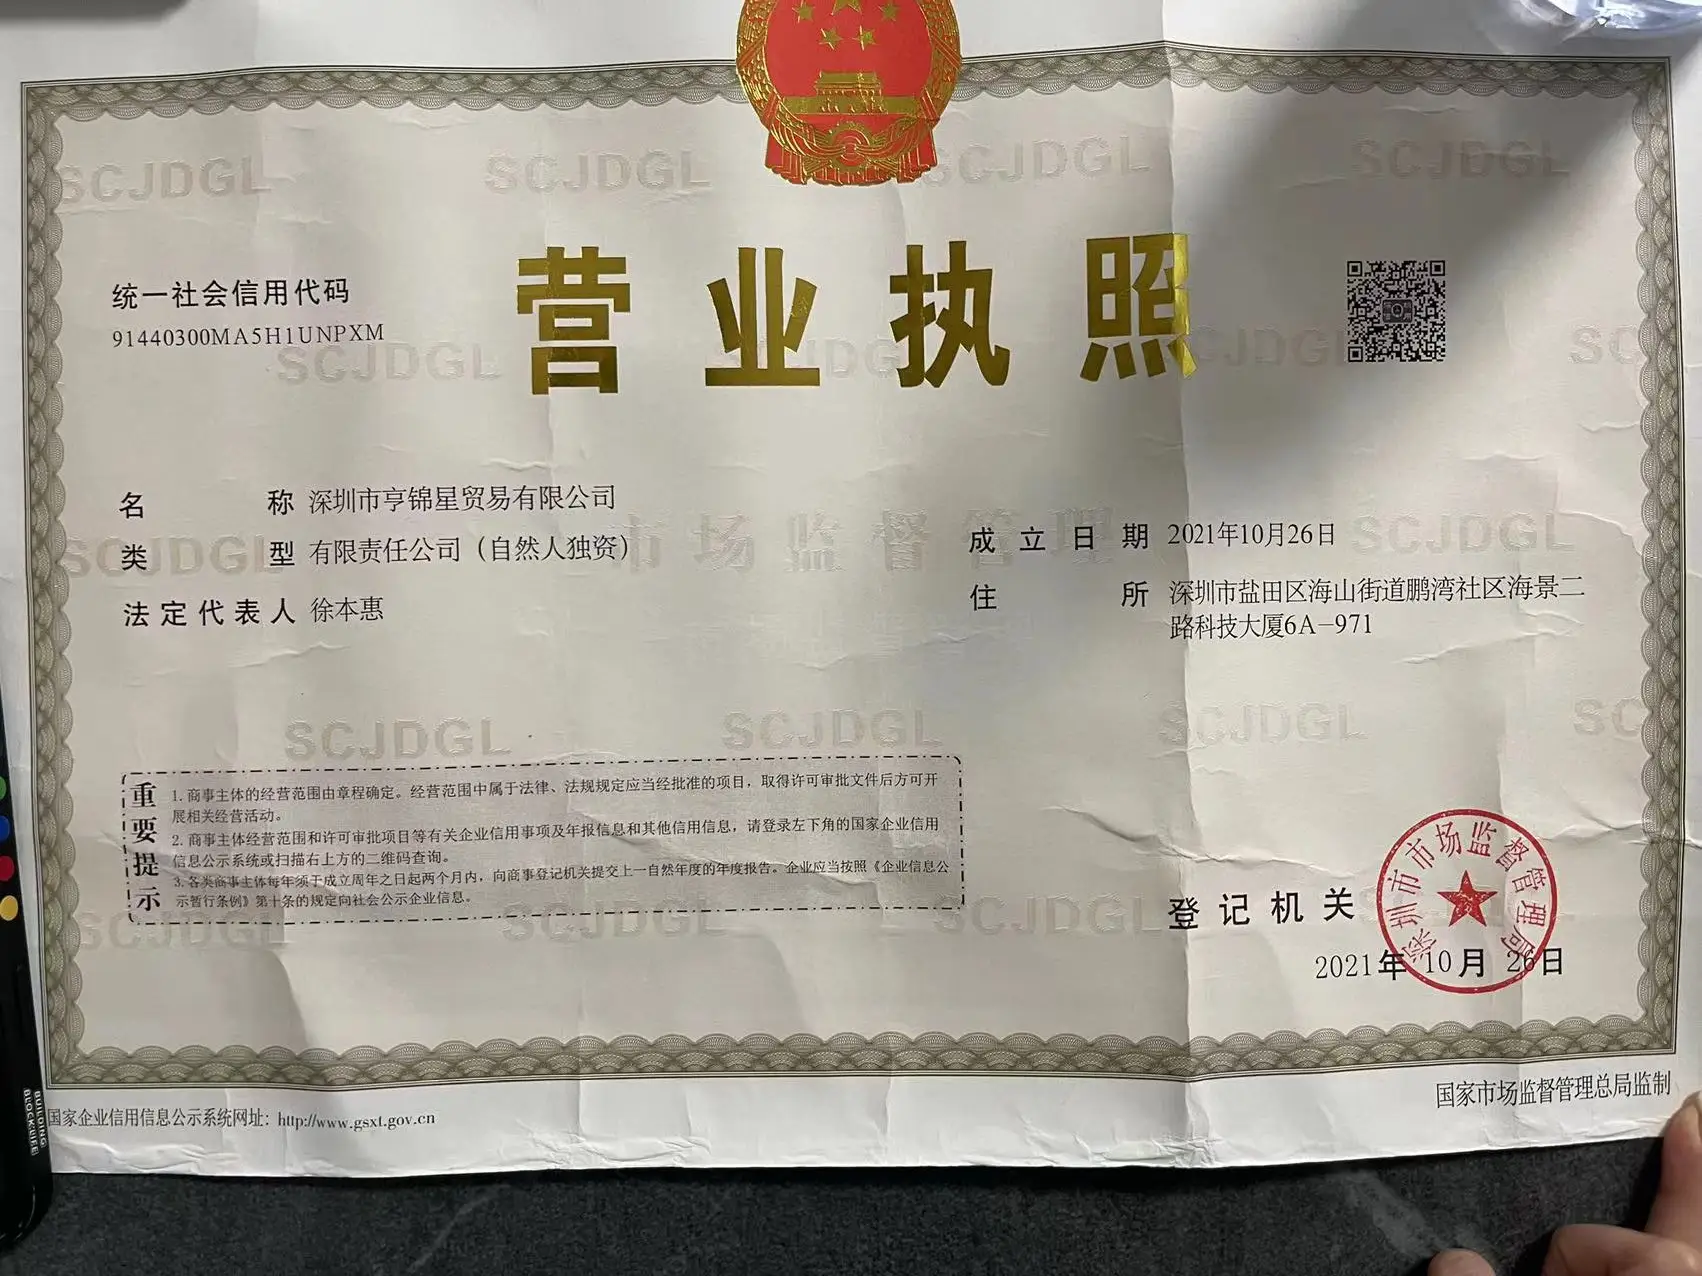 营业执照
统一社会信用代码
91440300MA5H1UNPXM
名称 深圳市亨锦星贸易有限公司
类型 有限责任公司（自然人独资）
法定代表人 徐本惠
成立日期 2021年10月26日
住所 深圳市盐田区海山街道鹏湾社区海景二
路科技大厦6A-971
重要提示
1. 商事主体的经营范围由章程确定。经营范围中属于法律、法规规定应当经批准的项目，取得许可审批文件后方可开
展相关经营活动。
2. 商事主体经营范围和许可审批项目等有关企业信用事项及年报信息和其他信用信息，请登录左下角的国家企业信用
信息公示系统或扫描右上方的二维码查询。
3. 各类商事主体每年须于成立周年之日起两个月内，向商事登记机关提交上一自然年度的年度报告。企业应当按照《企业信息公
示暂行条例》第十条的规定向社会公示企业信息。
登记机关
深圳市市场监督管理局
2021年10月26日
国家企业信用信息公示系统网址：http://www.gsxt.gov.cn
国家市场监督管理总局监制
SCJDGL
市场监督管理
BUILDING
BLOCK LIFE